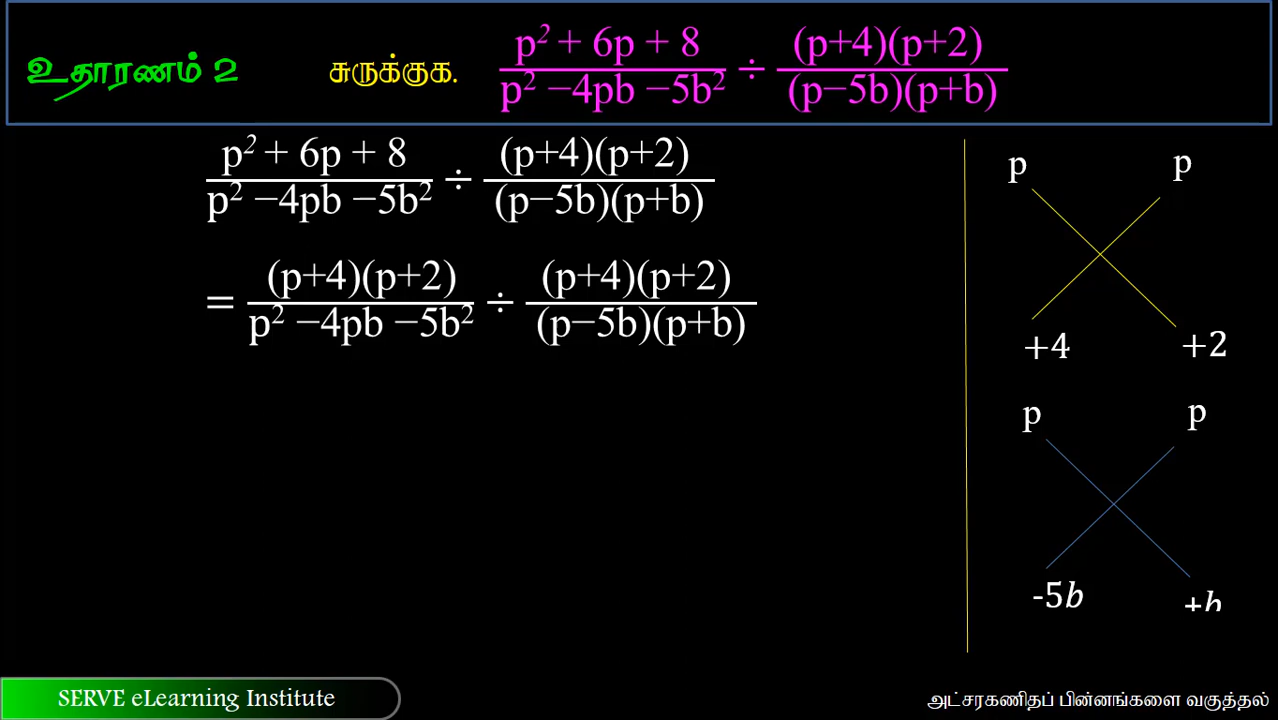 உதாரணம் 2 சுருக்குக. (p² + 6p + 8)/(p² −4pb −5b²) ÷ ((p+4)(p+2))/((p−5b)(p+b))
(p² + 6p + 8)/(p² −4pb −5b²) ÷ ((p+4)(p+2))/((p−5b)(p+b))
= ((p+4)(p+2))/(p² −4pb −5b²) ÷ ((p+4)(p+2))/((p−5b)(p+b))
p p
+4 +2
p p
-5b +b
SERVE eLearning Institute
அட்சரகணிதப் பின்னங்களை வகுத்தல்